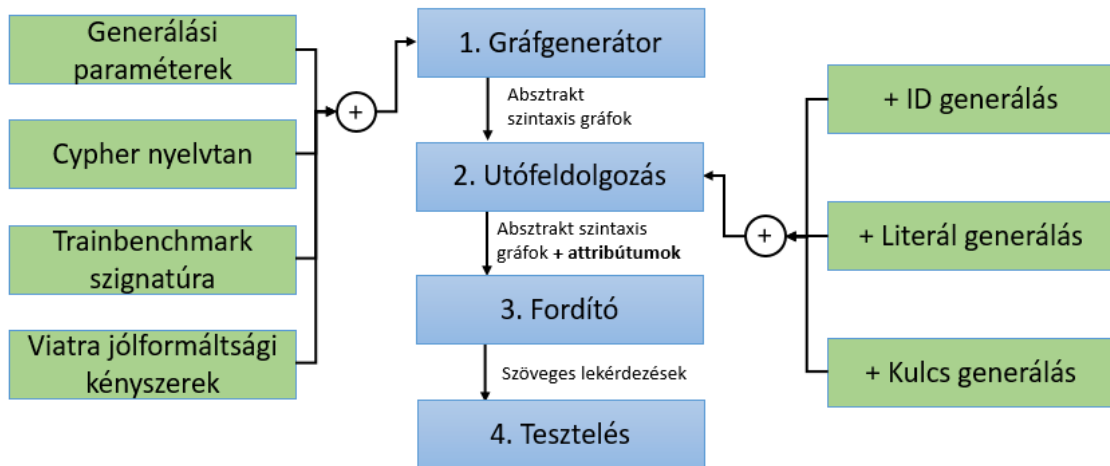 Generálási
paraméterek
Cypher nyelvtan
Trainbenchmark
szignatúra
Viatra jólformáltsági
kényszerek
+
1. Gráfgenerátor
Absztrakt
szintaxis gráfok
2. Utófeldolgozás
Absztrakt szintaxis
gráfok + attribútumok
3. Fordító
Szöveges lekérdezések
4. Tesztelés
+
+ ID generálás
+ Literál generálás
+ Kulcs generálás